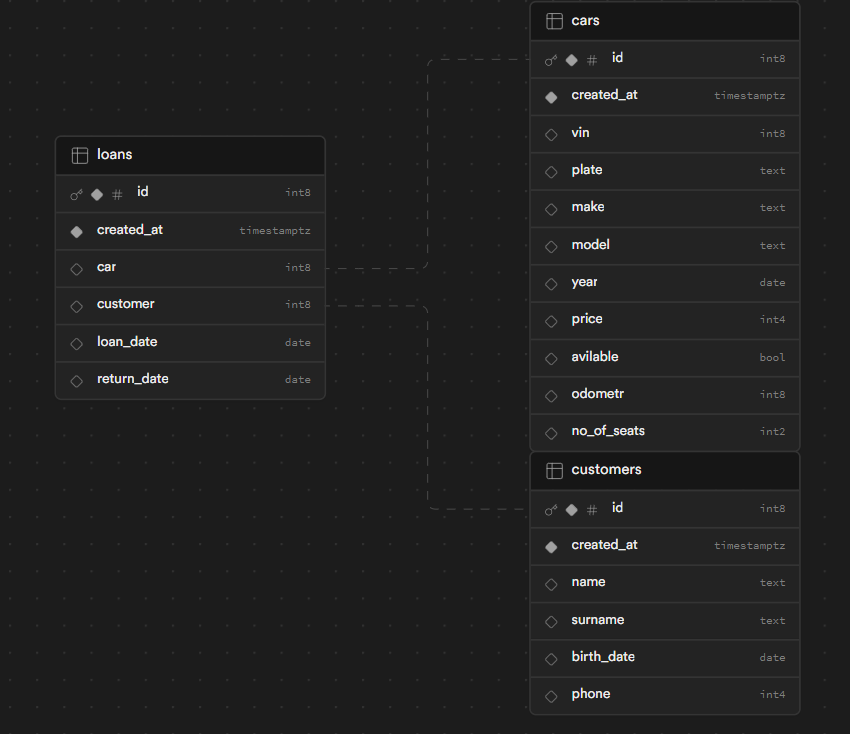 loans
# id int8
created_at timestamptz
car int8
customer int8
loan_date date
return_date date
cars
# id int8
created_at timestamptz
vin int8
plate text
make text
model text
year date
price int4
avilable bool
odometr int8
no_of_seats int2
customers
# id int8
created_at timestamptz
name text
surname text
birth_date date
phone int4